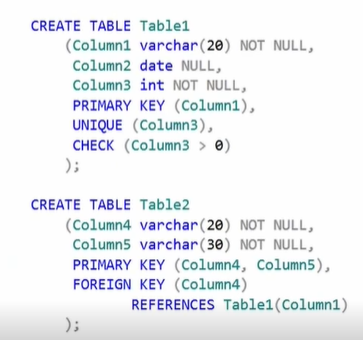 CREATE TABLE Table1
(Column1 varchar(20) NOT NULL,
Column2 date NULL,
Column3 int NOT NULL,
PRIMARY KEY (Column1),
UNIQUE (Column3),
CHECK (Column3 > 0)
);
CREATE TABLE Table2
(Column4 varchar(20) NOT NULL,
Column5 varchar(30) NOT NULL,
PRIMARY KEY (Column4, Column5),
FOREIGN KEY (Column4)
REFERENCES Table1(Column1)
);